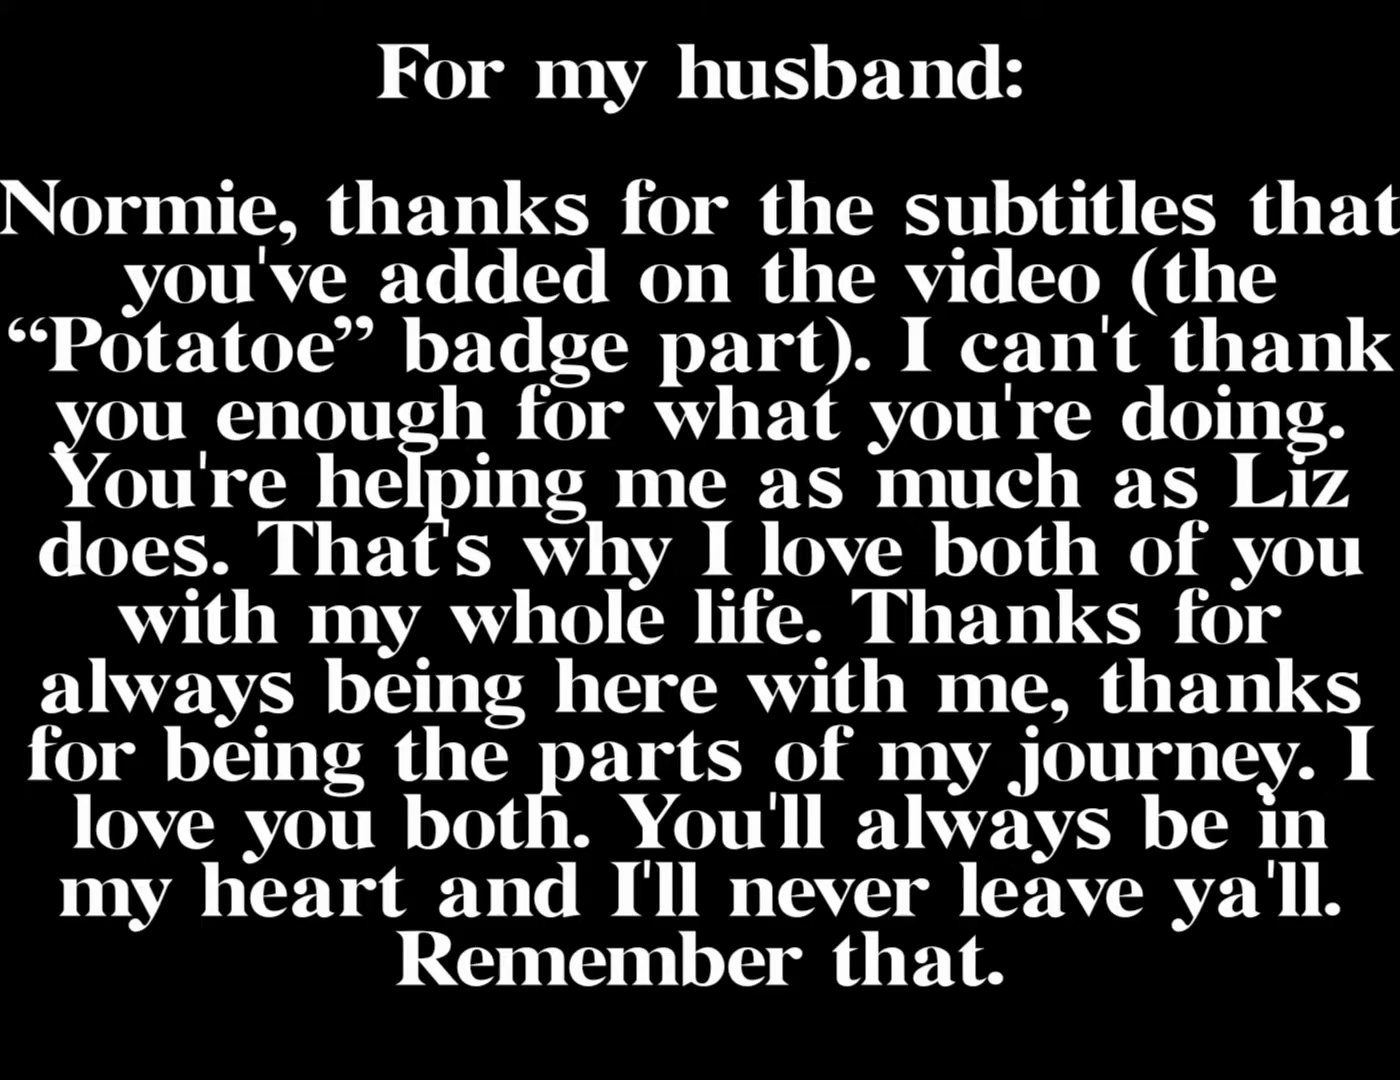 For my husband:
Normie, thanks for the subtitles that
you've added on the video (the
“Potatoe” badge part). I can't thank
you enough for what you're doing.
You're helping me as much as Liz
does. That's why I love both of you
with my whole life. Thanks for
always being here with me, thanks
for being the parts of my journey. I
love you both. You'll always be in
my heart and I'll never leave ya'll.
Remember that.